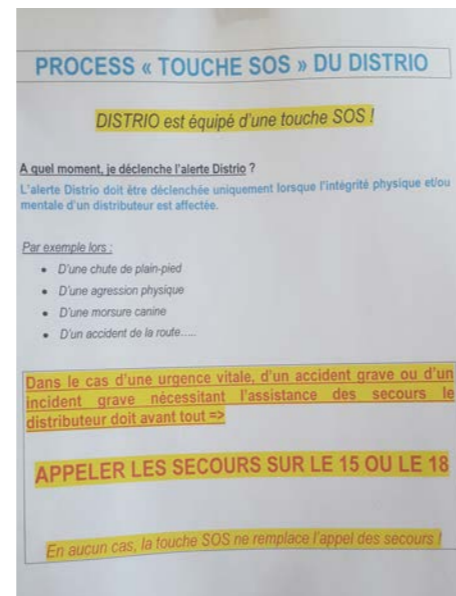 PROCESS « TOUCHE SOS » DU DISTRIO
DISTRIO est équipé d'une touche SOS !
A quel moment, je déclenche l'alerte Distrio ?
L'alerte Distrio doit être déclenchée uniquement lorsque l'intégrité physique et/ou
mentale d'un distributeur est affectée.
Par exemple lors :
• D'une chute de plain-pied
• D'une agression physique
• D'une morsure canine
• D'un accident de la route.....
Dans le cas d'une urgence vitale, d'un accident grave ou d'un
incident grave nécessitant l'assistance des secours le
distributeur doit avant tout =>
APPELER LES SECOURS SUR LE 15 OU LE 18
En aucun cas, la touche SOS ne remplace l'appel des secours !